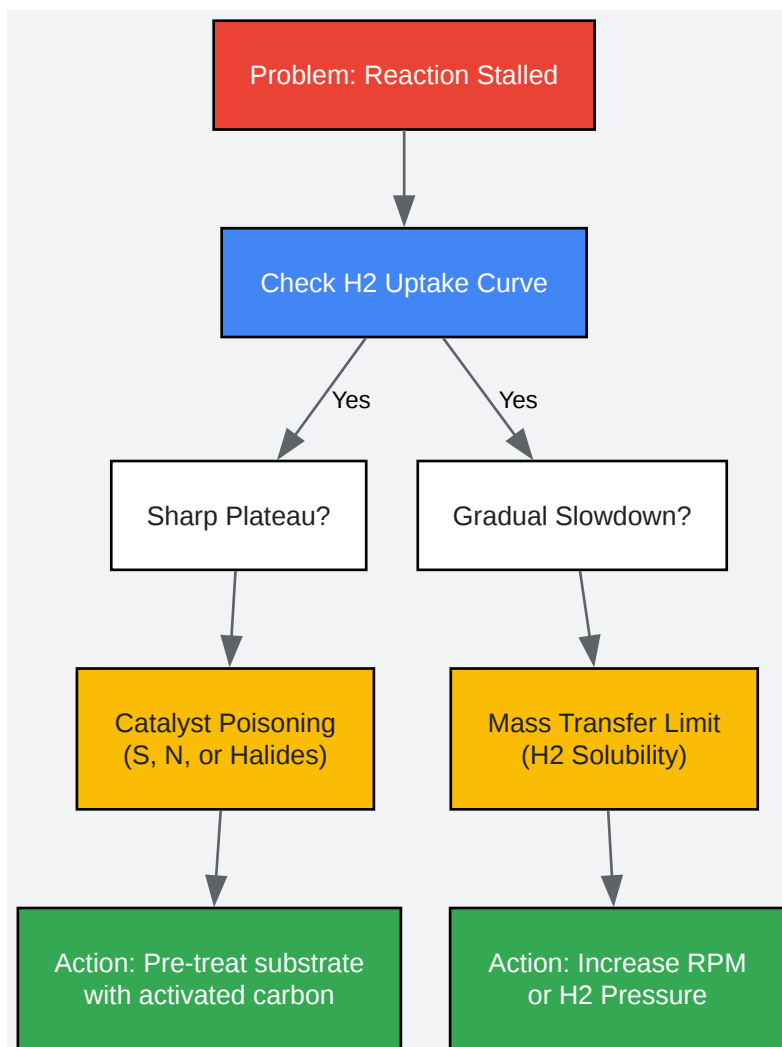 Problem: Reaction Stalled
Check H2 Uptake Curve
Yes
Yes
Sharp Plateau?
Gradual Slowdown?
Catalyst Poisoning
(S, N, or Halides)
Mass Transfer Limit
(H2 Solubility)
Action: Pre-treat substrate
with activated carbon
Action: Increase RPM
or H2 Pressure